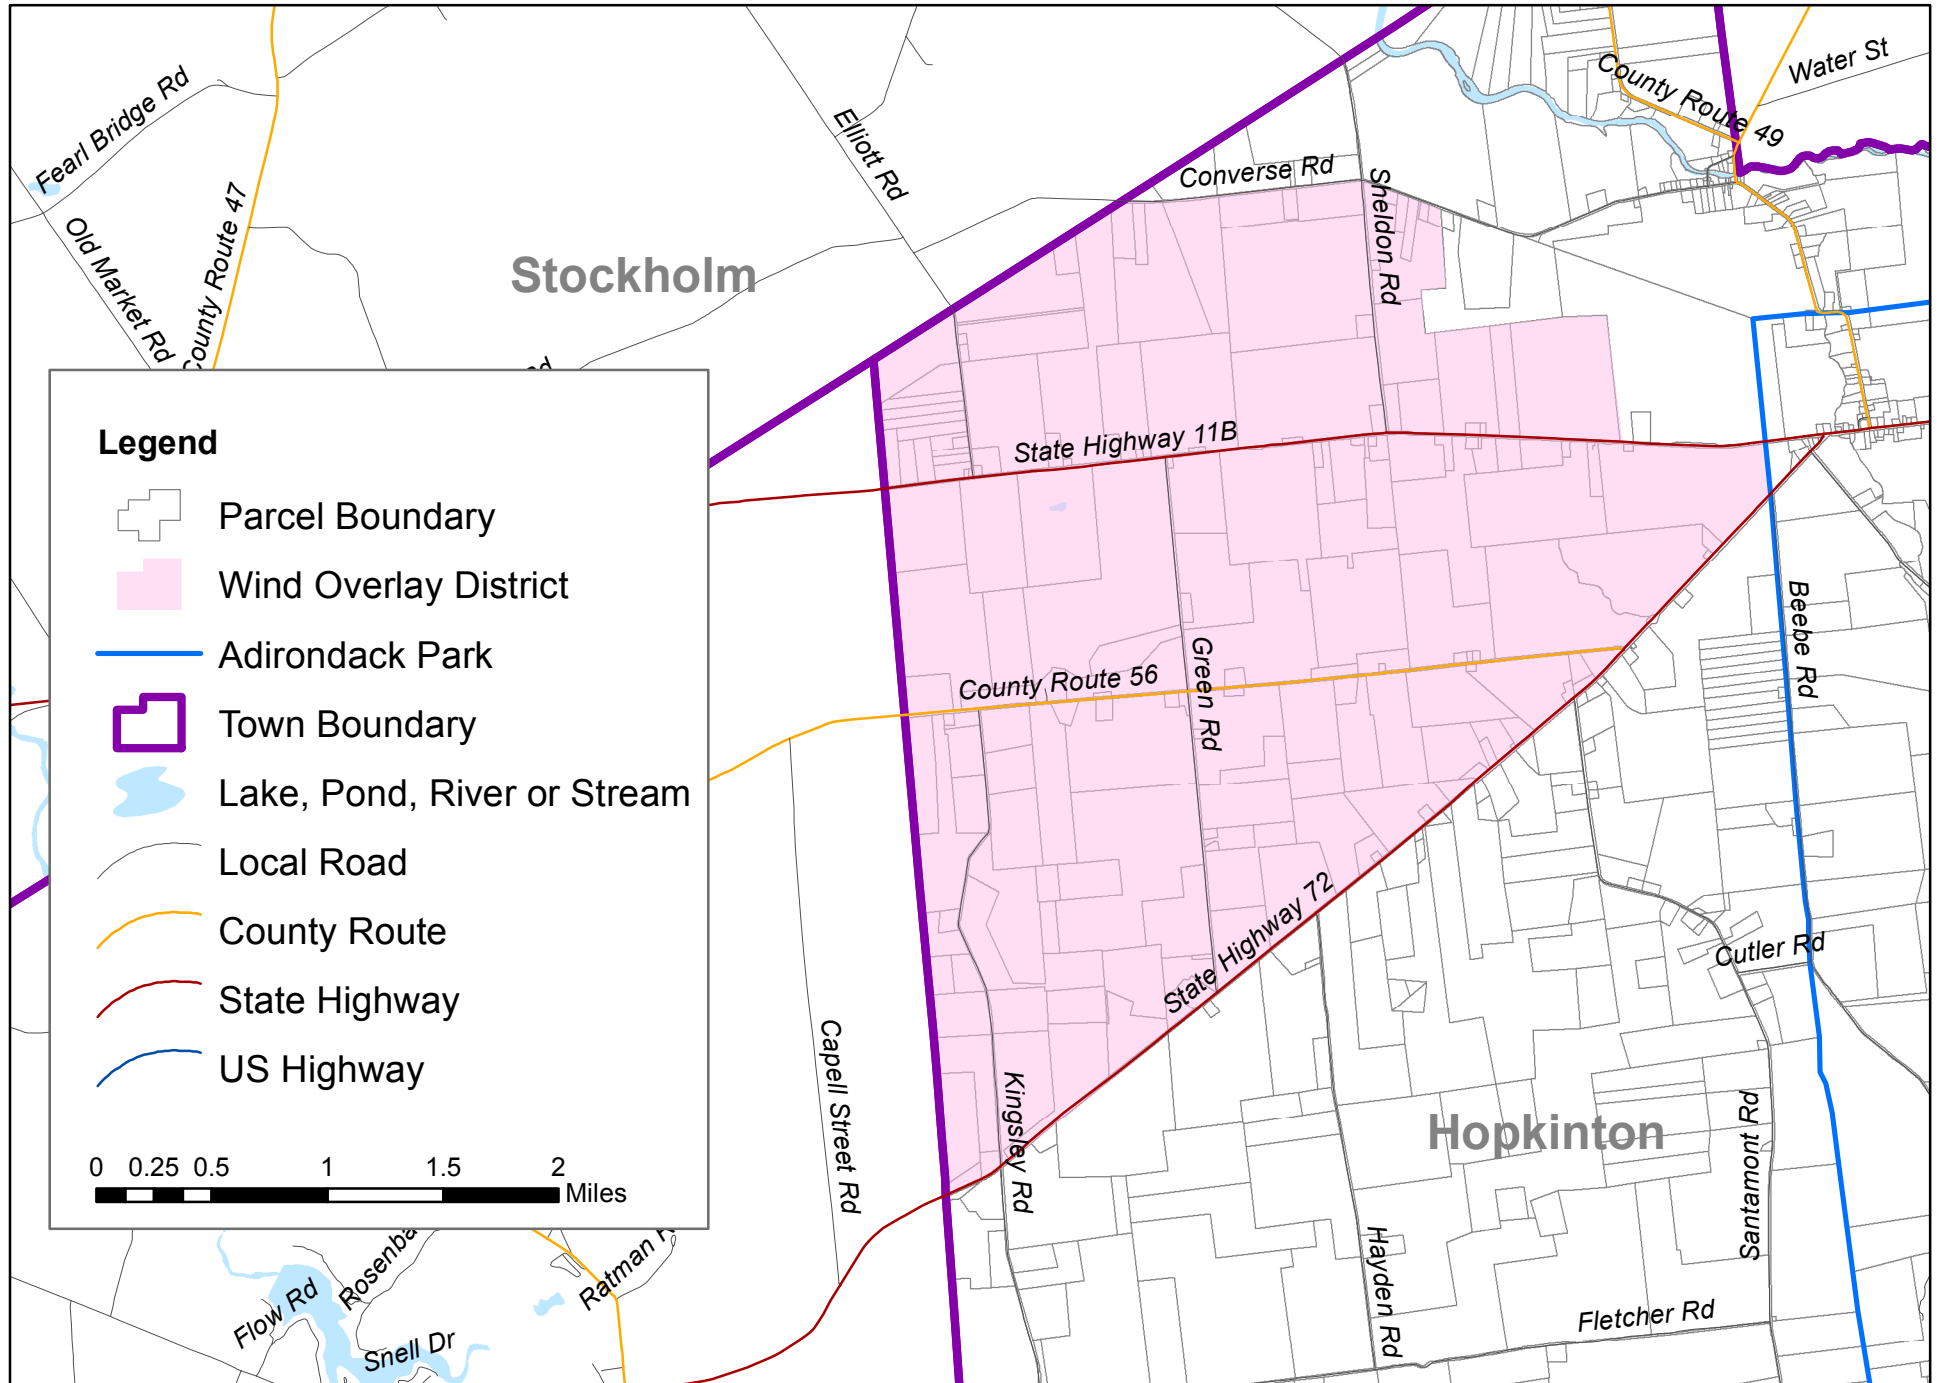 Fearl Bridge Rd
Old Market Rd
County Route 47
Stockholm
Elliott Rd
Converse Rd
Sheldon Rd
County Route 49
Water St
State Highway 11B
County Route 56
Green Rd
Beebe Rd
State Highway 72
Cutler Rd
Capell Street Rd
Kingsley Rd
Hopkinton
Santamont Rd
Hayden Rd
Fletcher Rd
Legend
Parcel Boundary
Wind Overlay District
Adirondack Park
Town Boundary
Lake, Pond, River or Stream
Local Road
County Route
State Highway
US Highway
0 0.25 0.5 1 1.5 2
Miles
Rosenba
Ratman
Flow Rd
Snell Dr